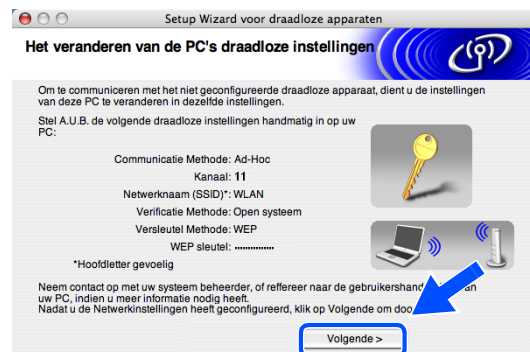 Setup Wizard voor draadloze apparaten
Het veranderen van de PC's draadloze instellingen
Om te communiceren met het niet geconfigureerde draadloze apparaat, dient u de instellingen
van deze PC te veranderen in dezelfde instellingen.
Stel A.U.B. de volgende draadloze instellingen handmatig in op uw
PC:
Communicatie Methode: Ad-Hoc
Kanaal: 11
Netwerknaam (SSID)*: WLAN
Verificatie Methode: Open systeem
Versleutel Methode: WEP
WEP sleutel: ••••••••••••••
*Hoofdletter gevoelig
Neem contact op met uw systeem beheerder, of reffereer naar de
uw PC, indien u meer informatie nodig heeft.
Nadat u de Netwerkinstellingen heeft geconfigureerd, klik op Volgende om
Volgende >